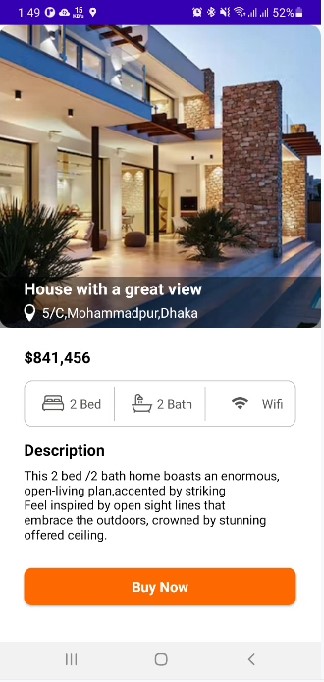 1 49 15 KB/s 52%
House with a great view
5/C,Mohammadpur,Dhaka
$841,456
2 Bed 2 Bath Wifi
Description
This 2 bed /2 bath home boasts an enormous,
open-living plan,accented by striking
Feel inspired by open sight lines that
embrace the outdoors, crowned by stunning
offered ceiling.
Buy Now